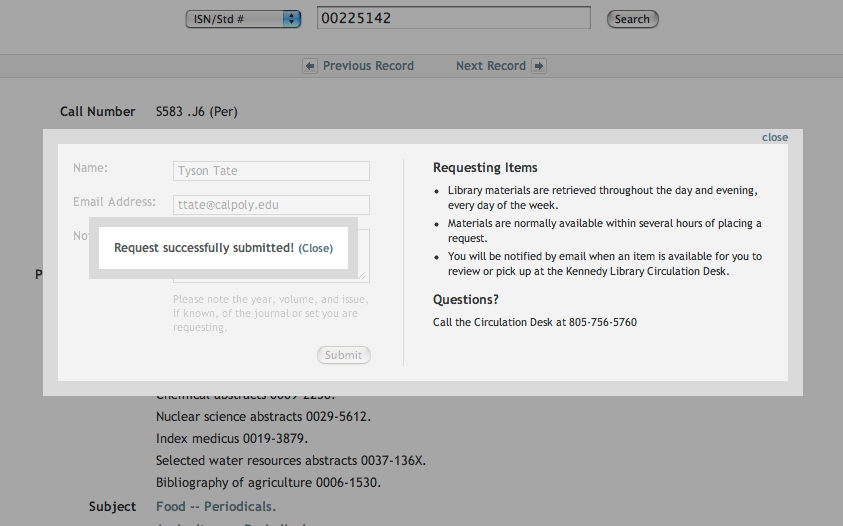 ISN/Std #
00225142
Search
Previous Record
Next Record
Call Number S583 .J6 (Per)
close
Name: Tyson Tate
Email Address: ttate@calpoly.edu
Request successfully submitted! (Close)
Please note the year, volume, and issue,
if known, of the journal or set you are
requesting.
Submit
Requesting Items
• Library materials are retrieved throughout the day and evening,
every day of the week.
• Materials are normally available within several hours of placing a
request.
• You will be notified by email when an item is available for you to
review or pick up at the Kennedy Library Circulation Desk.
Questions?
Call the Circulation Desk at 805-756-5760
Chemical abstracts 0009-2258.
Nuclear science abstracts 0029-5612.
Index medicus 0019-3879.
Selected water resources abstracts 0037-136X.
Bibliography of agriculture 0006-1530.
Subject Food -- Periodicals.